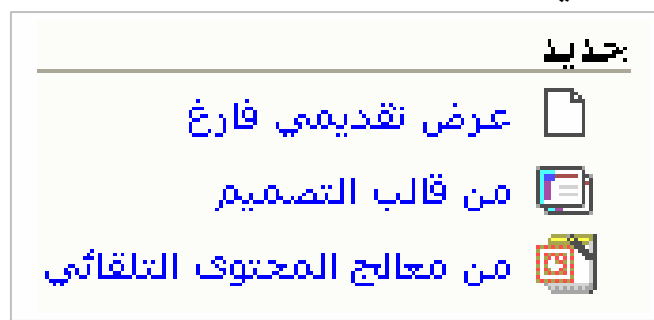 جديد
عرض تقديمي فارغ
من قالب التصميم
من معالج المحتوى التلقائي